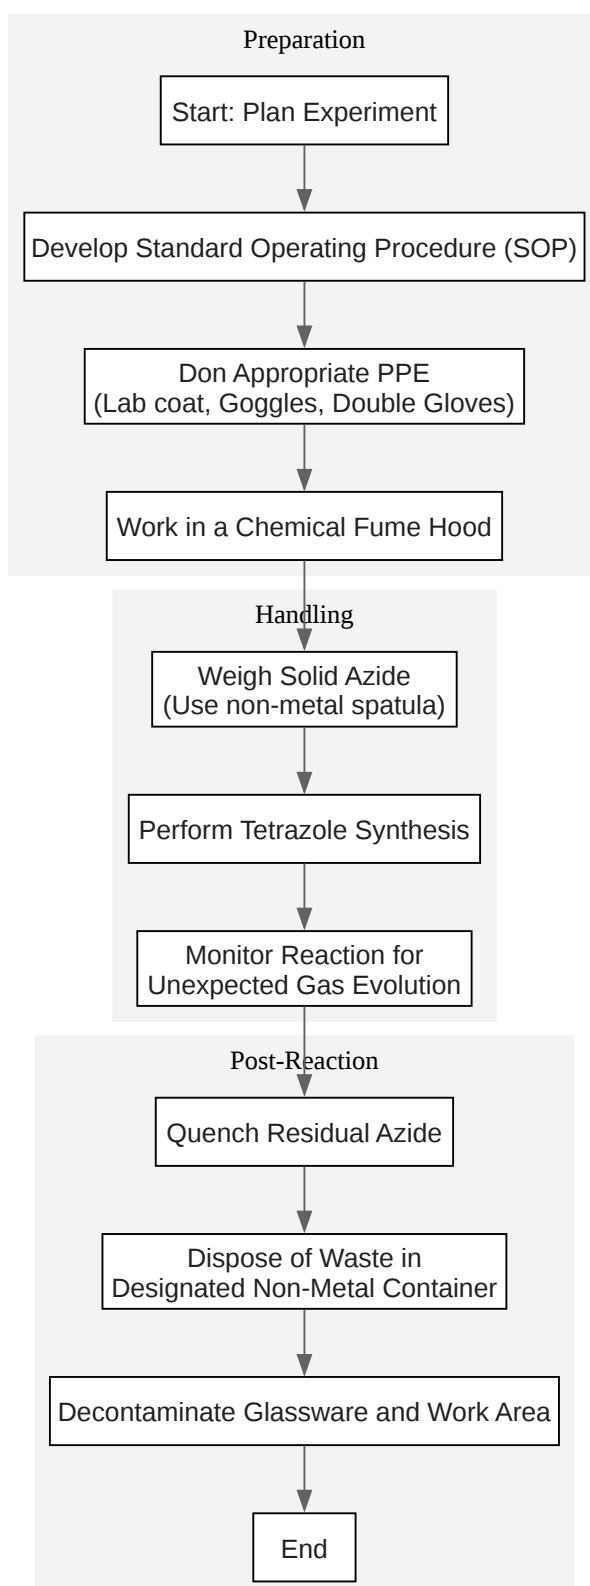 Preparation
Start: Plan Experiment
Develop Standard Operating Procedure (SOP)
Don Appropriate PPE
(Lab coat, Goggles, Double Gloves)
Work in a Chemical Fume Hood
Handling
Weigh Solid Azide
(Use non-metal spatula)
Perform Tetrazole Synthesis
Monitor Reaction for
Unexpected Gas Evolution
Post-Reaction
Quench Residual Azide
Dispose of Waste in
Designated Non-Metal Container
Decontaminate Glassware and Work Area
End